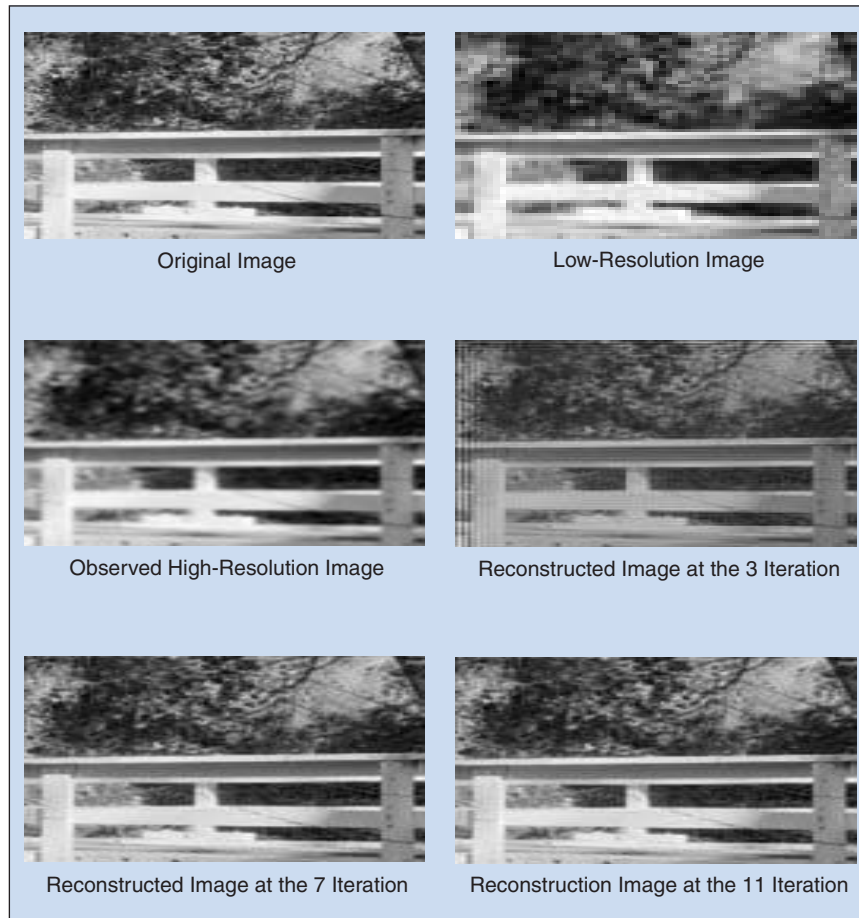 Original Image
Low-Resolution Image
Observed High-Resolution Image
Reconstructed Image at the 3 Iteration
Reconstructed Image at the 7 Iteration
Reconstruction Image at the 11 Iteration